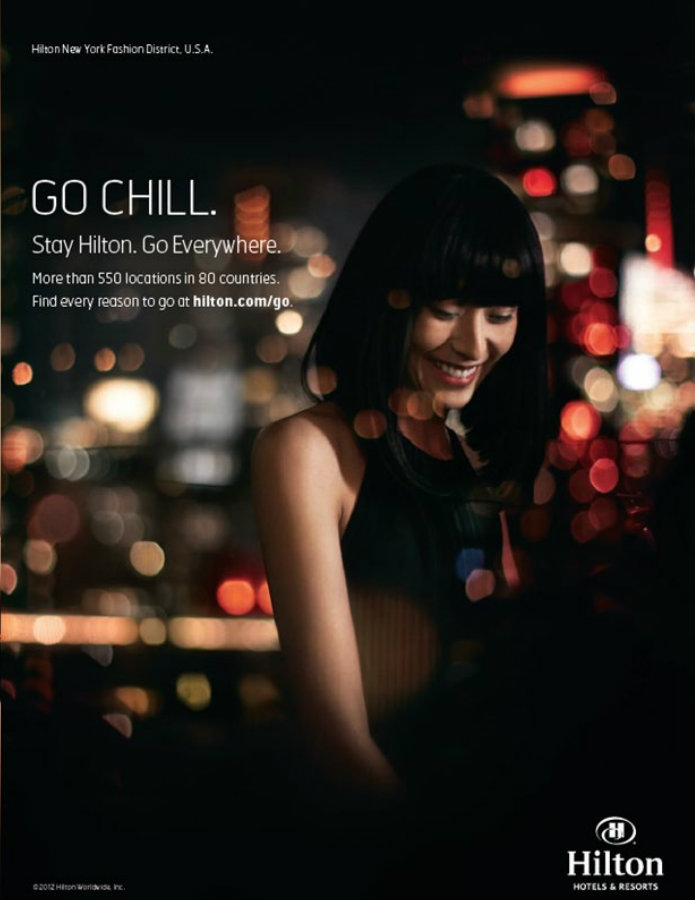 Hilton New York Fashion District, U.S.A.
GO CHILL.
Stay Hilton. Go Everywhere.
More than 550 locations in 80 countries.
Find every reason to go at hilton.com/go.
H
Hilton
HOTELS & RESORTS
©2012 Hilton Worldwide, Inc.